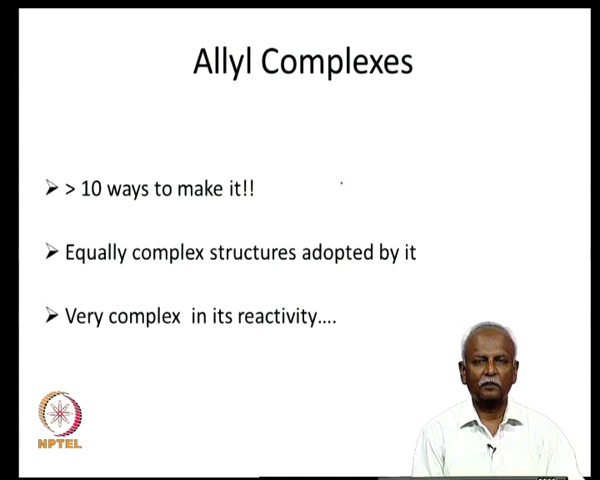 Allyl Complexes
➢ > 10 ways to make it!!
➢ Equally complex structures adopted by it
➢ Very complex in its reactivity....
NPTEL